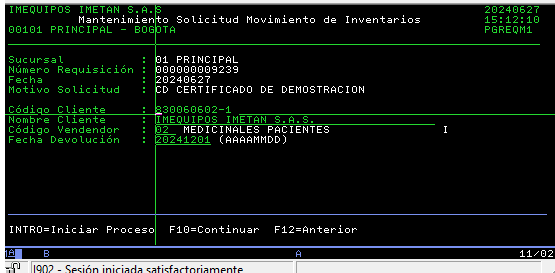 IMEQUIPOS IMETAN S.A.S 20240627
Mantenimiento Solicitud Movimiento de Inventarios 15:12:10
00101 PRINCIPAL - BOGOTA PGREQM1
Sucursal : 01 PRINCIPAL
Número Requisición : 000000009239
Fecha : 20240627
Motivo Solicitud : CD CERTIFICADO DE DEMOSTRACION
Código Cliente : 830060602-1
Nombre Cliente : IMEQUIPOS IMETAN S.A.S.
Código Vendedor : 02 MEDICINALES PACIENTES
Fecha Devolución : 20241201 (AAAAMMDD)
INTRO=Iniciar Proceso F10=Continuar F12=Anterior
A B A 11/02
I902 - Sesión iniciada satisfactoriamente